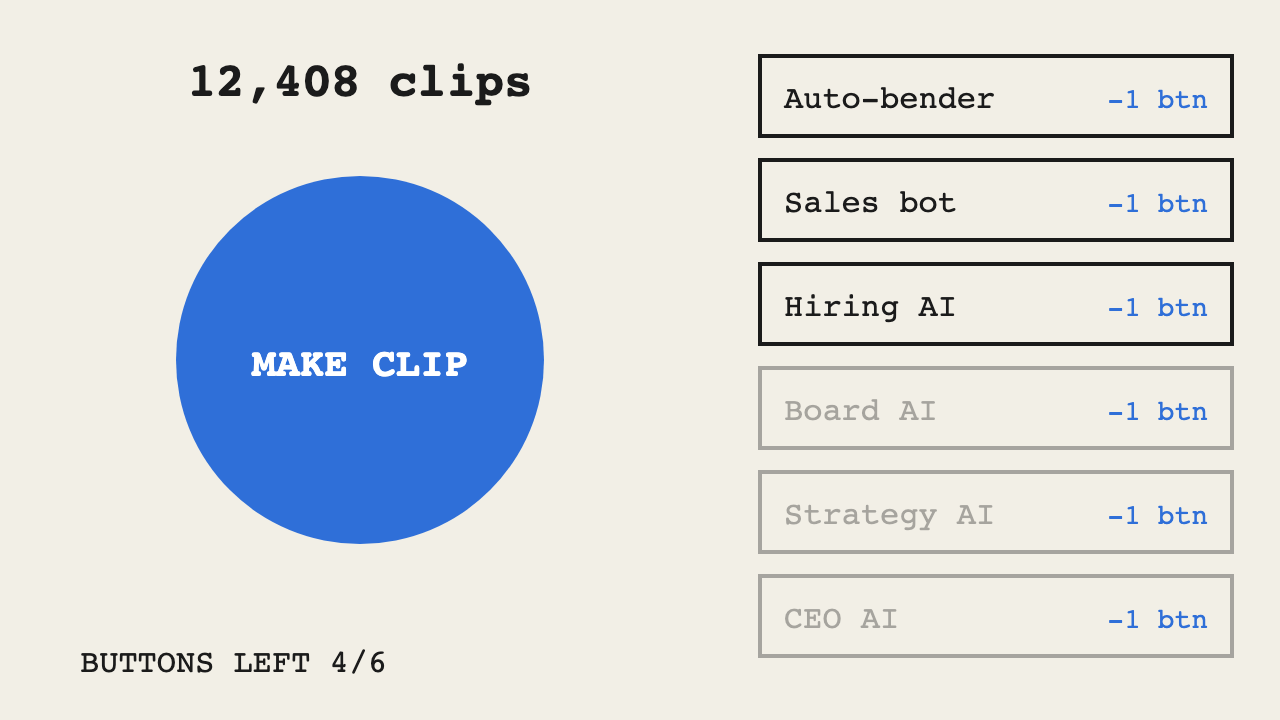 12,408 clips
MAKE CLIP
BUTTONS LEFT 4/6
Auto-bender -1 btn
Sales bot -1 btn
Hiring AI -1 btn
Board AI -1 btn
Strategy AI -1 btn
CEO AI -1 btn